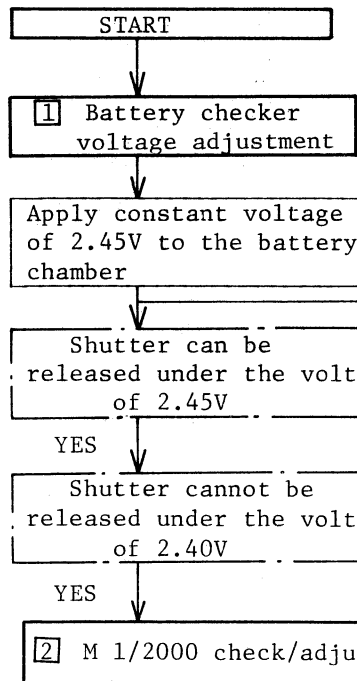 START
1 Battery checker
voltage adjustment
Apply constant voltage
of 2.45V to the battery
chamber
Shutter can be
released under the volt
of 2.45V
YES
Shutter cannot be
released under the volt
of 2.40V
YES
2 M 1/2000 check/adju